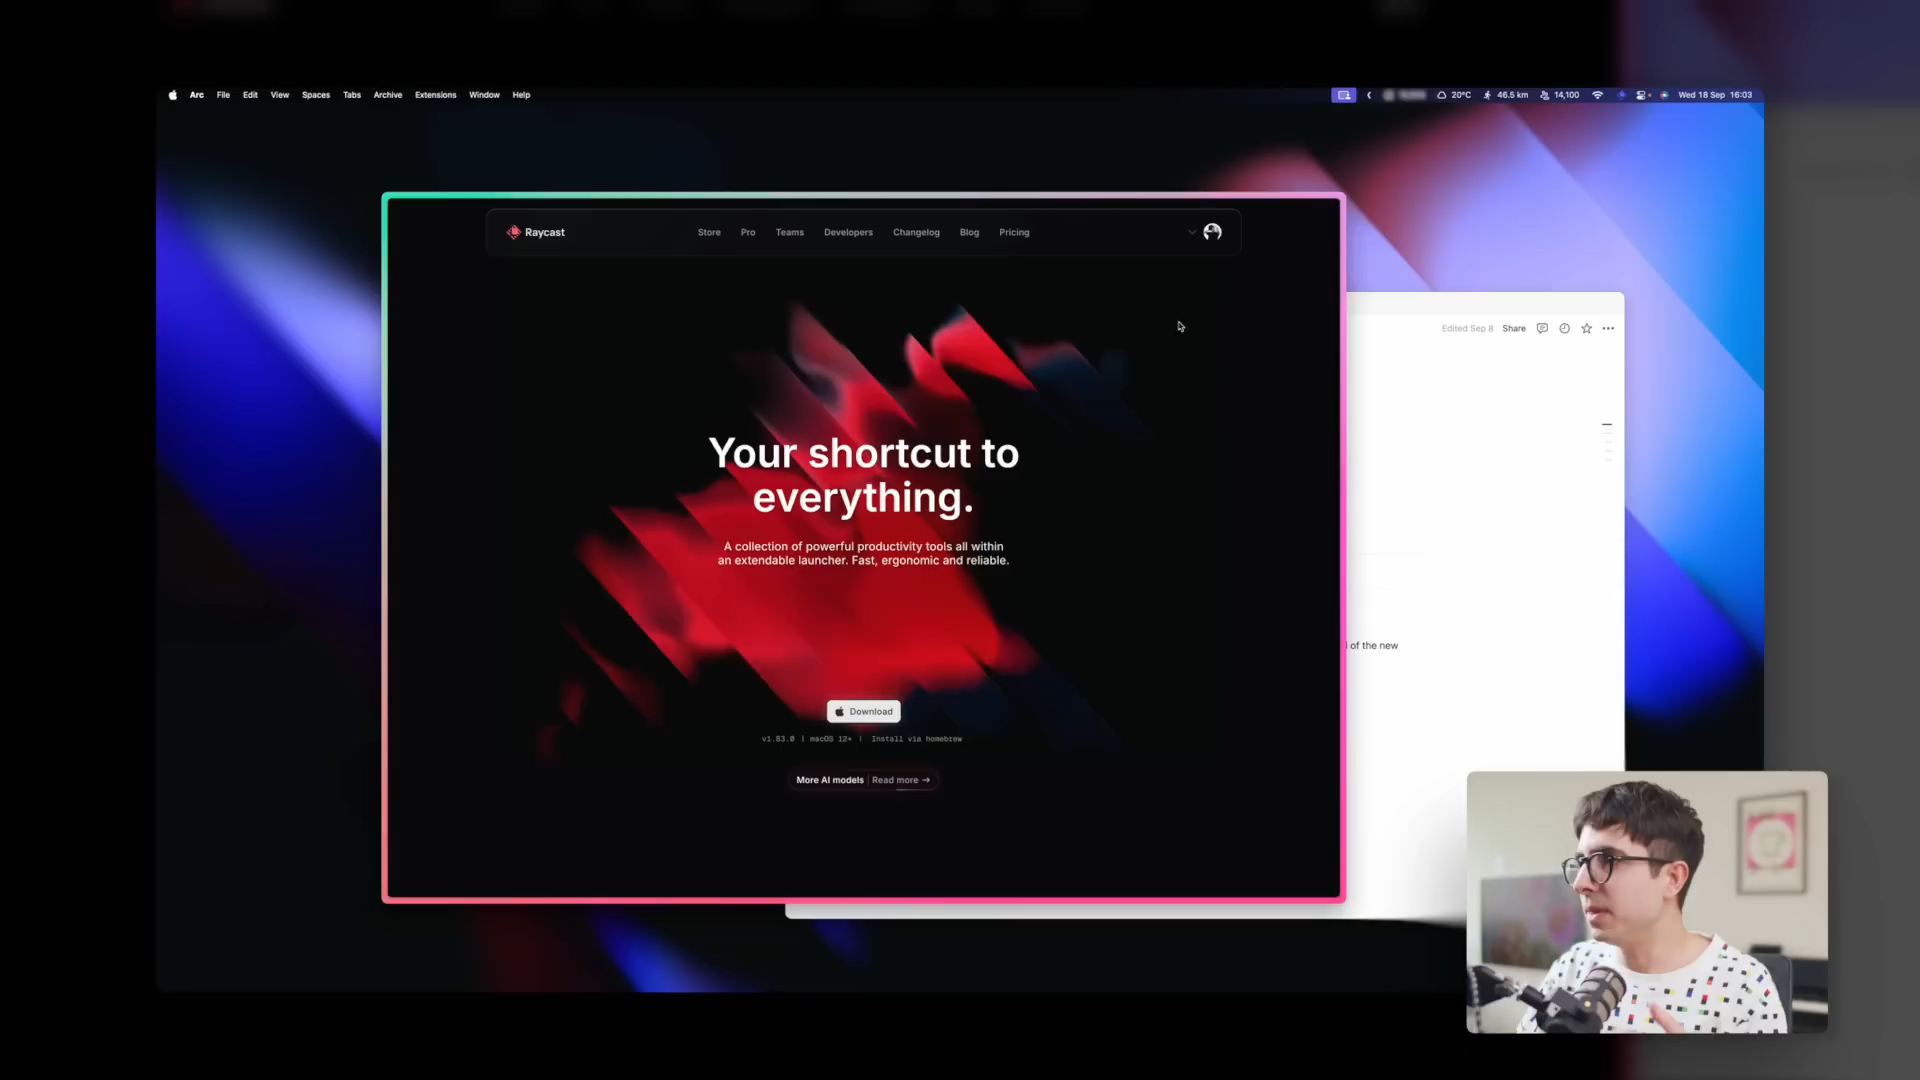 Arc File Edit View Spaces Tabs Archive Extensions Window Help
20°C 46.5 km 14,100 Wed 18 Sep 16:03
Raycast Store Pro Teams Developers Changelog Blog Pricing
Edited Sep 8 Share
Your shortcut to
everything.
A collection of powerful productivity tools all within
an extendable launcher. Fast, ergonomic and reliable.
of the new
Download
v1.83.0 | macOS 12+ | Install via homebrew
More AI models | Read more →